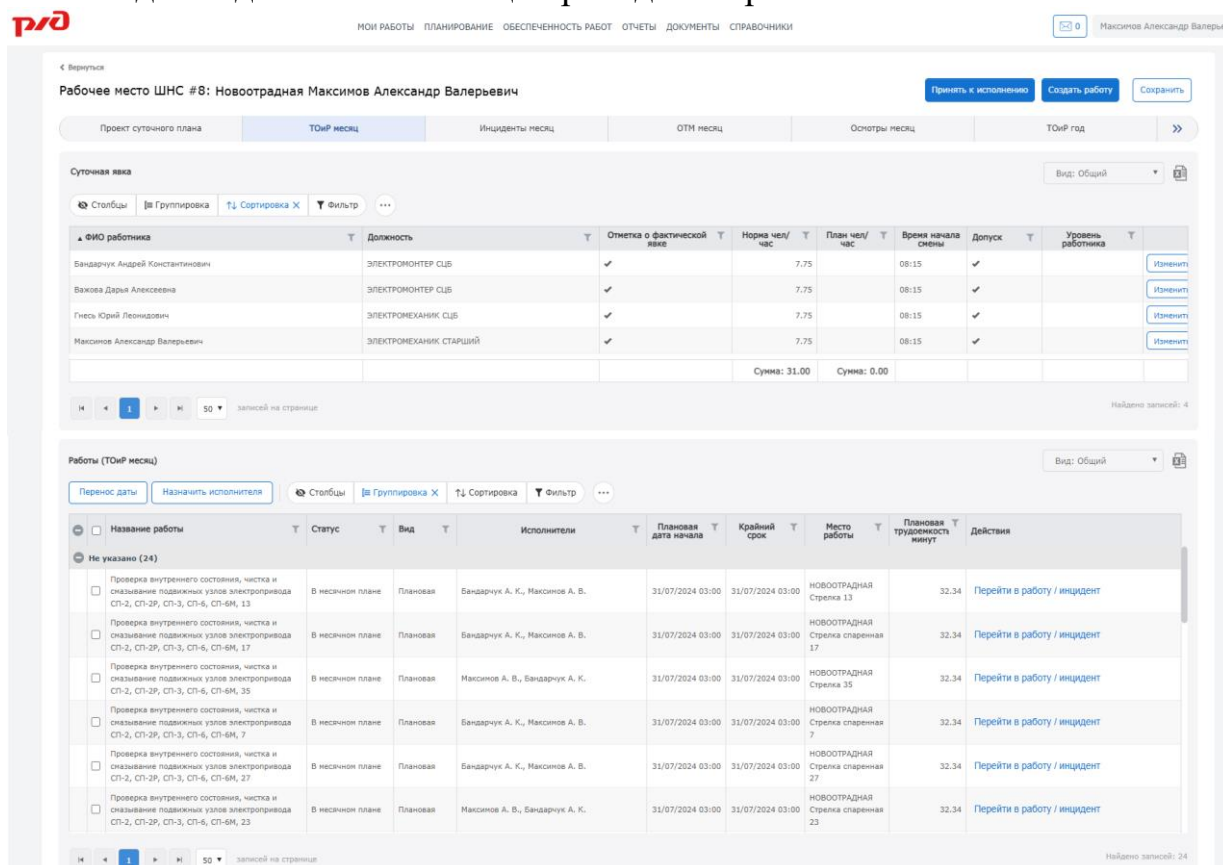 ржд
МОИ РАБОТЫ ПЛАНИРОВАНИЕ ОБЕСПЕЧЕННОСТЬ РАБОТ ОТЧЕТЫ ДОКУМЕНТЫ СПРАВОЧНИКИ
0
Максимов Александр Валерь
Вернуться
Рабочее место ШНС #8: Новоотрадная Максимов Александр Валерьевич
Принять к исполнению Создать работу Сохранить
Проект суточного плана ТОиР месяц Инциденты месяц ОТМ месяц Осмотры месяц ТОиР год
Суточная явка
Вид: Общий
Столбцы Группировка Сортировка X Фильтр ...
ФИО работника Должность Отметка о фактической явке Норма чел/час План чел/час Время начала смены Допуск Уровень работника
Бандарчук Андрей Константинович ЭЛЕКТРОМОНТЕР СЦБ ✔ 7.75 08:15 ✔ Изменить
Важова Дарья Алексеевна ЭЛЕКТРОМОНТЕР СЦБ ✔ 7.75 08:15 ✔ Изменить
Гнесь Юрий Леонидович ЭЛЕКТРОМЕХАНИК СЦБ ✔ 7.75 08:15 ✔ Изменить
Максимов Александр Валерьевич ЭЛЕКТРОМЕХАНИК СТАРШИЙ ✔ 7.75 08:15 ✔ Изменить
Сумма: 31.00 Сумма: 0.00
1 50 записей на странице
Найдено записей: 4
Работы (ТОиР месяц)
Вид: Общий
Перенос даты Назначить исполнителя Столбцы Группировка X Сортировка Фильтр ...
Название работы Статус Вид Исполнители Плановая дата начала Крайний срок Место работы Плановая трудоемкость минут Действия
Не указано (24)
Проверка внутреннего состояния, чистка и
смазывание подвижных узлов электропривода
СП-2, СП-2Р, СП-3, СП-6, СП-6М, 13
В месячном плане Плановая Бандарчук А. К., Максимов А. В. 31/07/2024 03:00 31/07/2024 03:00
НОВООТРАДНАЯ
Стрелка 13
32.34 Перейти в работу / инцидент
Проверка внутреннего состояния, чистка и
смазывание подвижных узлов электропривода
СП-2, СП-2Р, СП-3, СП-6, СП-6М, 17
В месячном плане Плановая Бандарчук А. К., Максимов А. В. 31/07/2024 03:00 31/07/2024 03:00
НОВООТРАДНАЯ
Стрелка спаренная
17
32.34 Перейти в работу / инцидент
Проверка внутреннего состояния, чистка и
смазывание подвижных узлов электропривода
СП-2, СП-2Р, СП-3, СП-6, СП-6М, 35
В месячном плане Плановая Максимов А. В., Бандарчук А. К. 31/07/2024 03:00 31/07/2024 03:00
НОВООТРАДНАЯ
Стрелка 35
32.34 Перейти в работу / инцидент
Проверка внутреннего состояния, чистка и
смазывание подвижных узлов электропривода
СП-2, СП-2Р, СП-3, СП-6, СП-6М, 7
В месячном плане Плановая Бандарчук А. К., Максимов А. В. 31/07/2024 03:00 31/07/2024 03:00
НОВООТРАДНАЯ
Стрелка спаренная
7
32.34 Перейти в работу / инцидент
Проверка внутреннего состояния, чистка и
смазывание подвижных узлов электропривода
СП-2, СП-2Р, СП-3, СП-6, СП-6М, 27
В месячном плане Плановая Бандарчук А. К., Максимов А. В. 31/07/2024 03:00 31/07/2024 03:00
НОВООТРАДНАЯ
Стрелка спаренная
27
32.34 Перейти в работу / инцидент
Проверка внутреннего состояния, чистка и
смазывание подвижных узлов электропривода
СП-2, СП-2Р, СП-3, СП-6, СП-6М, 23
В месячном плане Плановая Максимов А. В., Бандарчук А. К. 31/07/2024 03:00 31/07/2024 03:00
НОВООТРАДНАЯ
Стрелка спаренная
23
32.34 Перейти в работу / инцидент
1 50 записей на странице
Найдено записей: 24